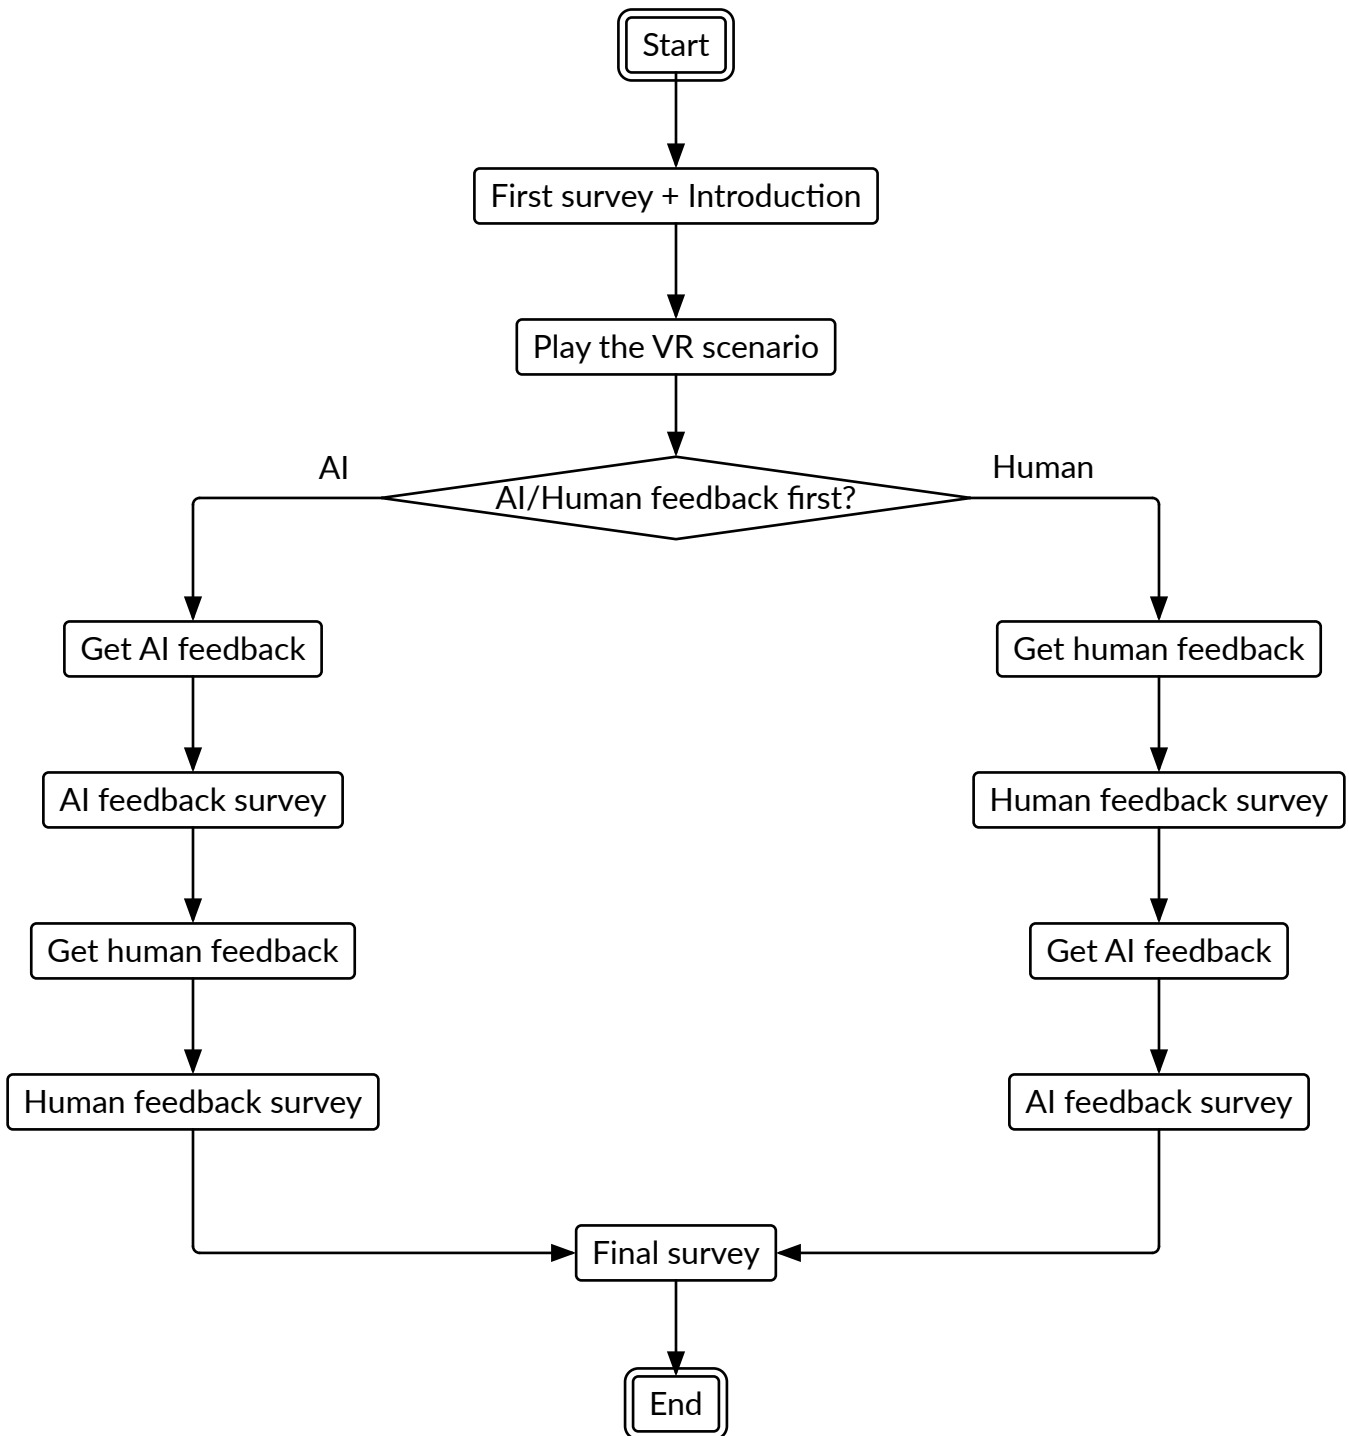 Start
First survey + Introduction
Play the VR scenario
AI
AI/Human feedback first?
Human
Get AI feedback
Get human feedback
AI feedback survey
Human feedback survey
Get human feedback
Get AI feedback
Human feedback survey
AI feedback survey
Final survey
End